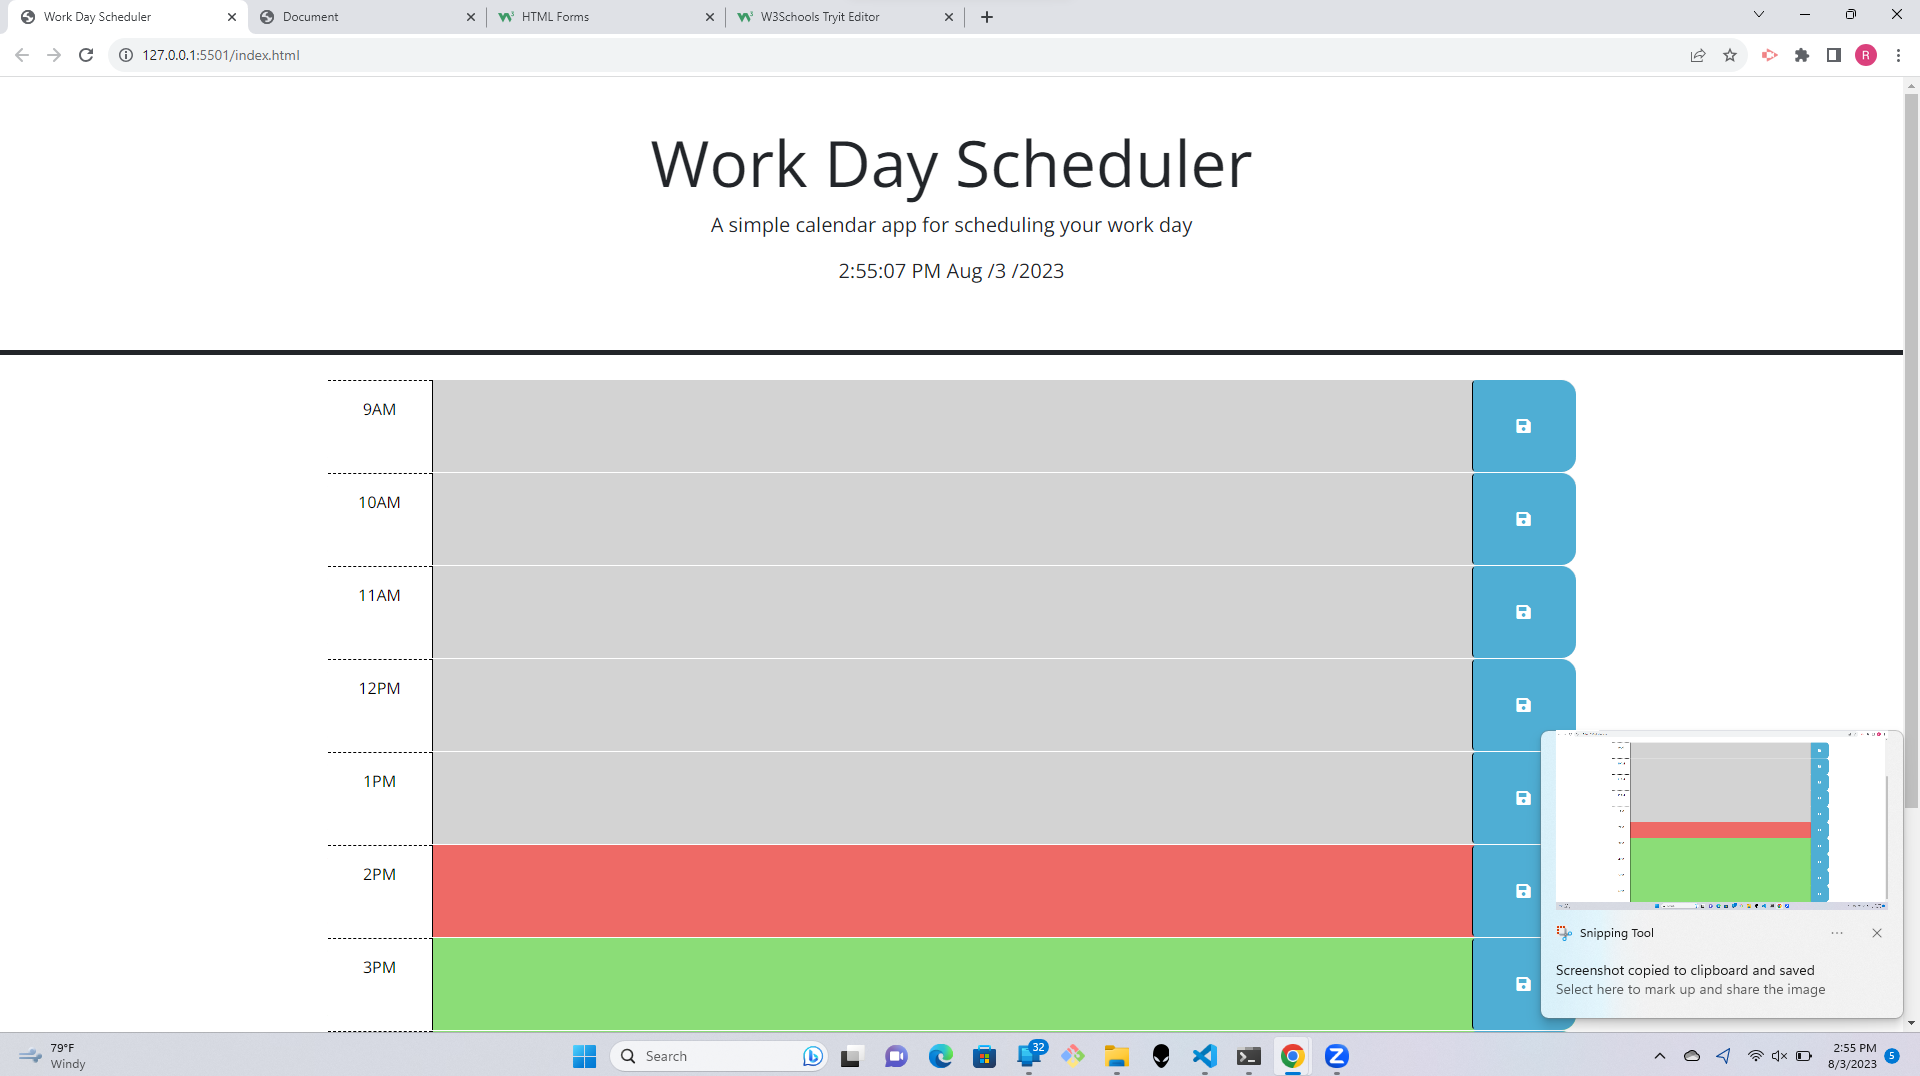 Work Day Scheduler
Document
HTML Forms
W3Schools Tryit Editor
127.0.0.1:5501/index.html
R
Work Day Scheduler
A simple calendar app for scheduling your work day
2:55:07 PM Aug /3 /2023
9AM
10AM
11AM
12PM
1PM
2PM
3PM
Snipping Tool
Screenshot copied to clipboard and saved
Select here to mark up and share the image
79°F
Windy
Search
32
2:55 PM
8/3/2023
5